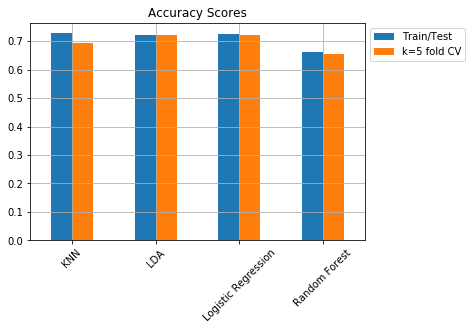 Accuracy Scores
Train/Test
k=5 fold CV
0.7
0.6
0.5
0.4
0.3
0.2
0.1
0.0
KNN
LDA
Logistic Regression
Random Forest